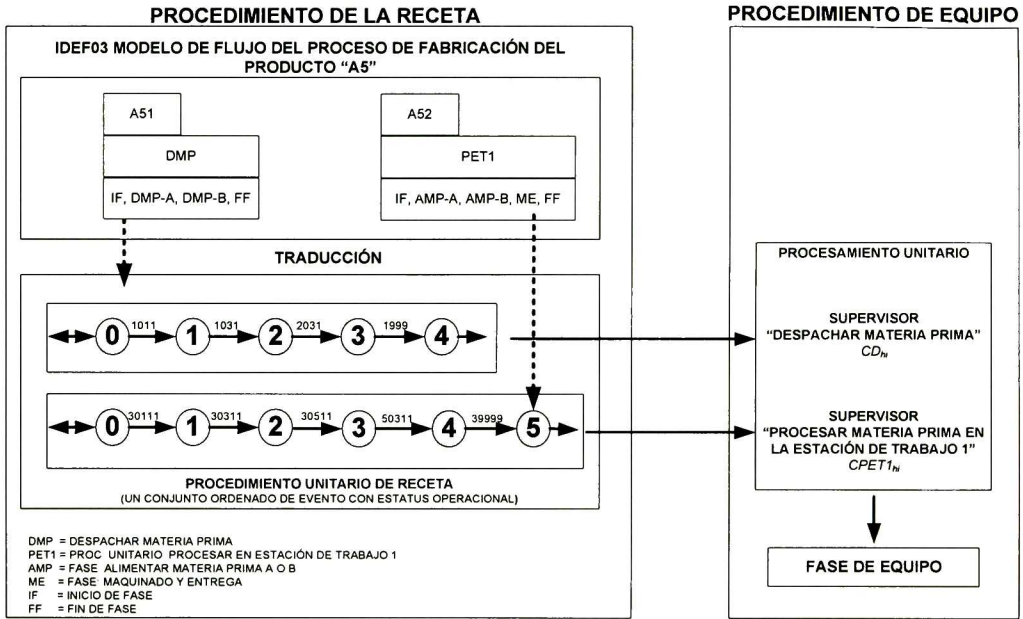 PROCEDIMIENTO DE LA RECETA
IDEF03 MODELO DE FLUJO DEL PROCESO DE FABRICACIÓN DEL
PRODUCTO “A5”
A51
DMP
IF, DMP-A, DMP-B, FF
A52
PET1
IF, AMP-A, AMP-B, ME, FF
TRADUCCIÓN
0 1011 1 1031 2 2031 3 1999 4
0 30111 1 30311 2 30511 3 50311 4 39999 5
PROCEDIMIENTO UNITARIO DE RECETA
(UN CONJUNTO ORDENADO DE EVENTO CON ESTATUS OPERACIONAL)
DMP = DESPACHAR MATERIA PRIMA
PET1 = PROC UNITARIO PROCESAR EN ESTACIÓN DE TRABAJO 1
AMP = FASE ALIMENTAR MATERIA PRIMA A O B
ME = FASE MAQUINADO Y ENTREGA
IF = INICIO DE FASE
FF = FIN DE FASE
PROCEDIMIENTO DE EQUIPO
PROCESAMIENTO UNITARIO
SUPERVISOR
“DESPACHAR MATERIA PRIMA”
CDhi
SUPERVISOR
“PROCESAR MATERIA PRIMA EN
LA ESTACIÓN DE TRABAJO 1”
CPET1hi
FASE DE EQUIPO